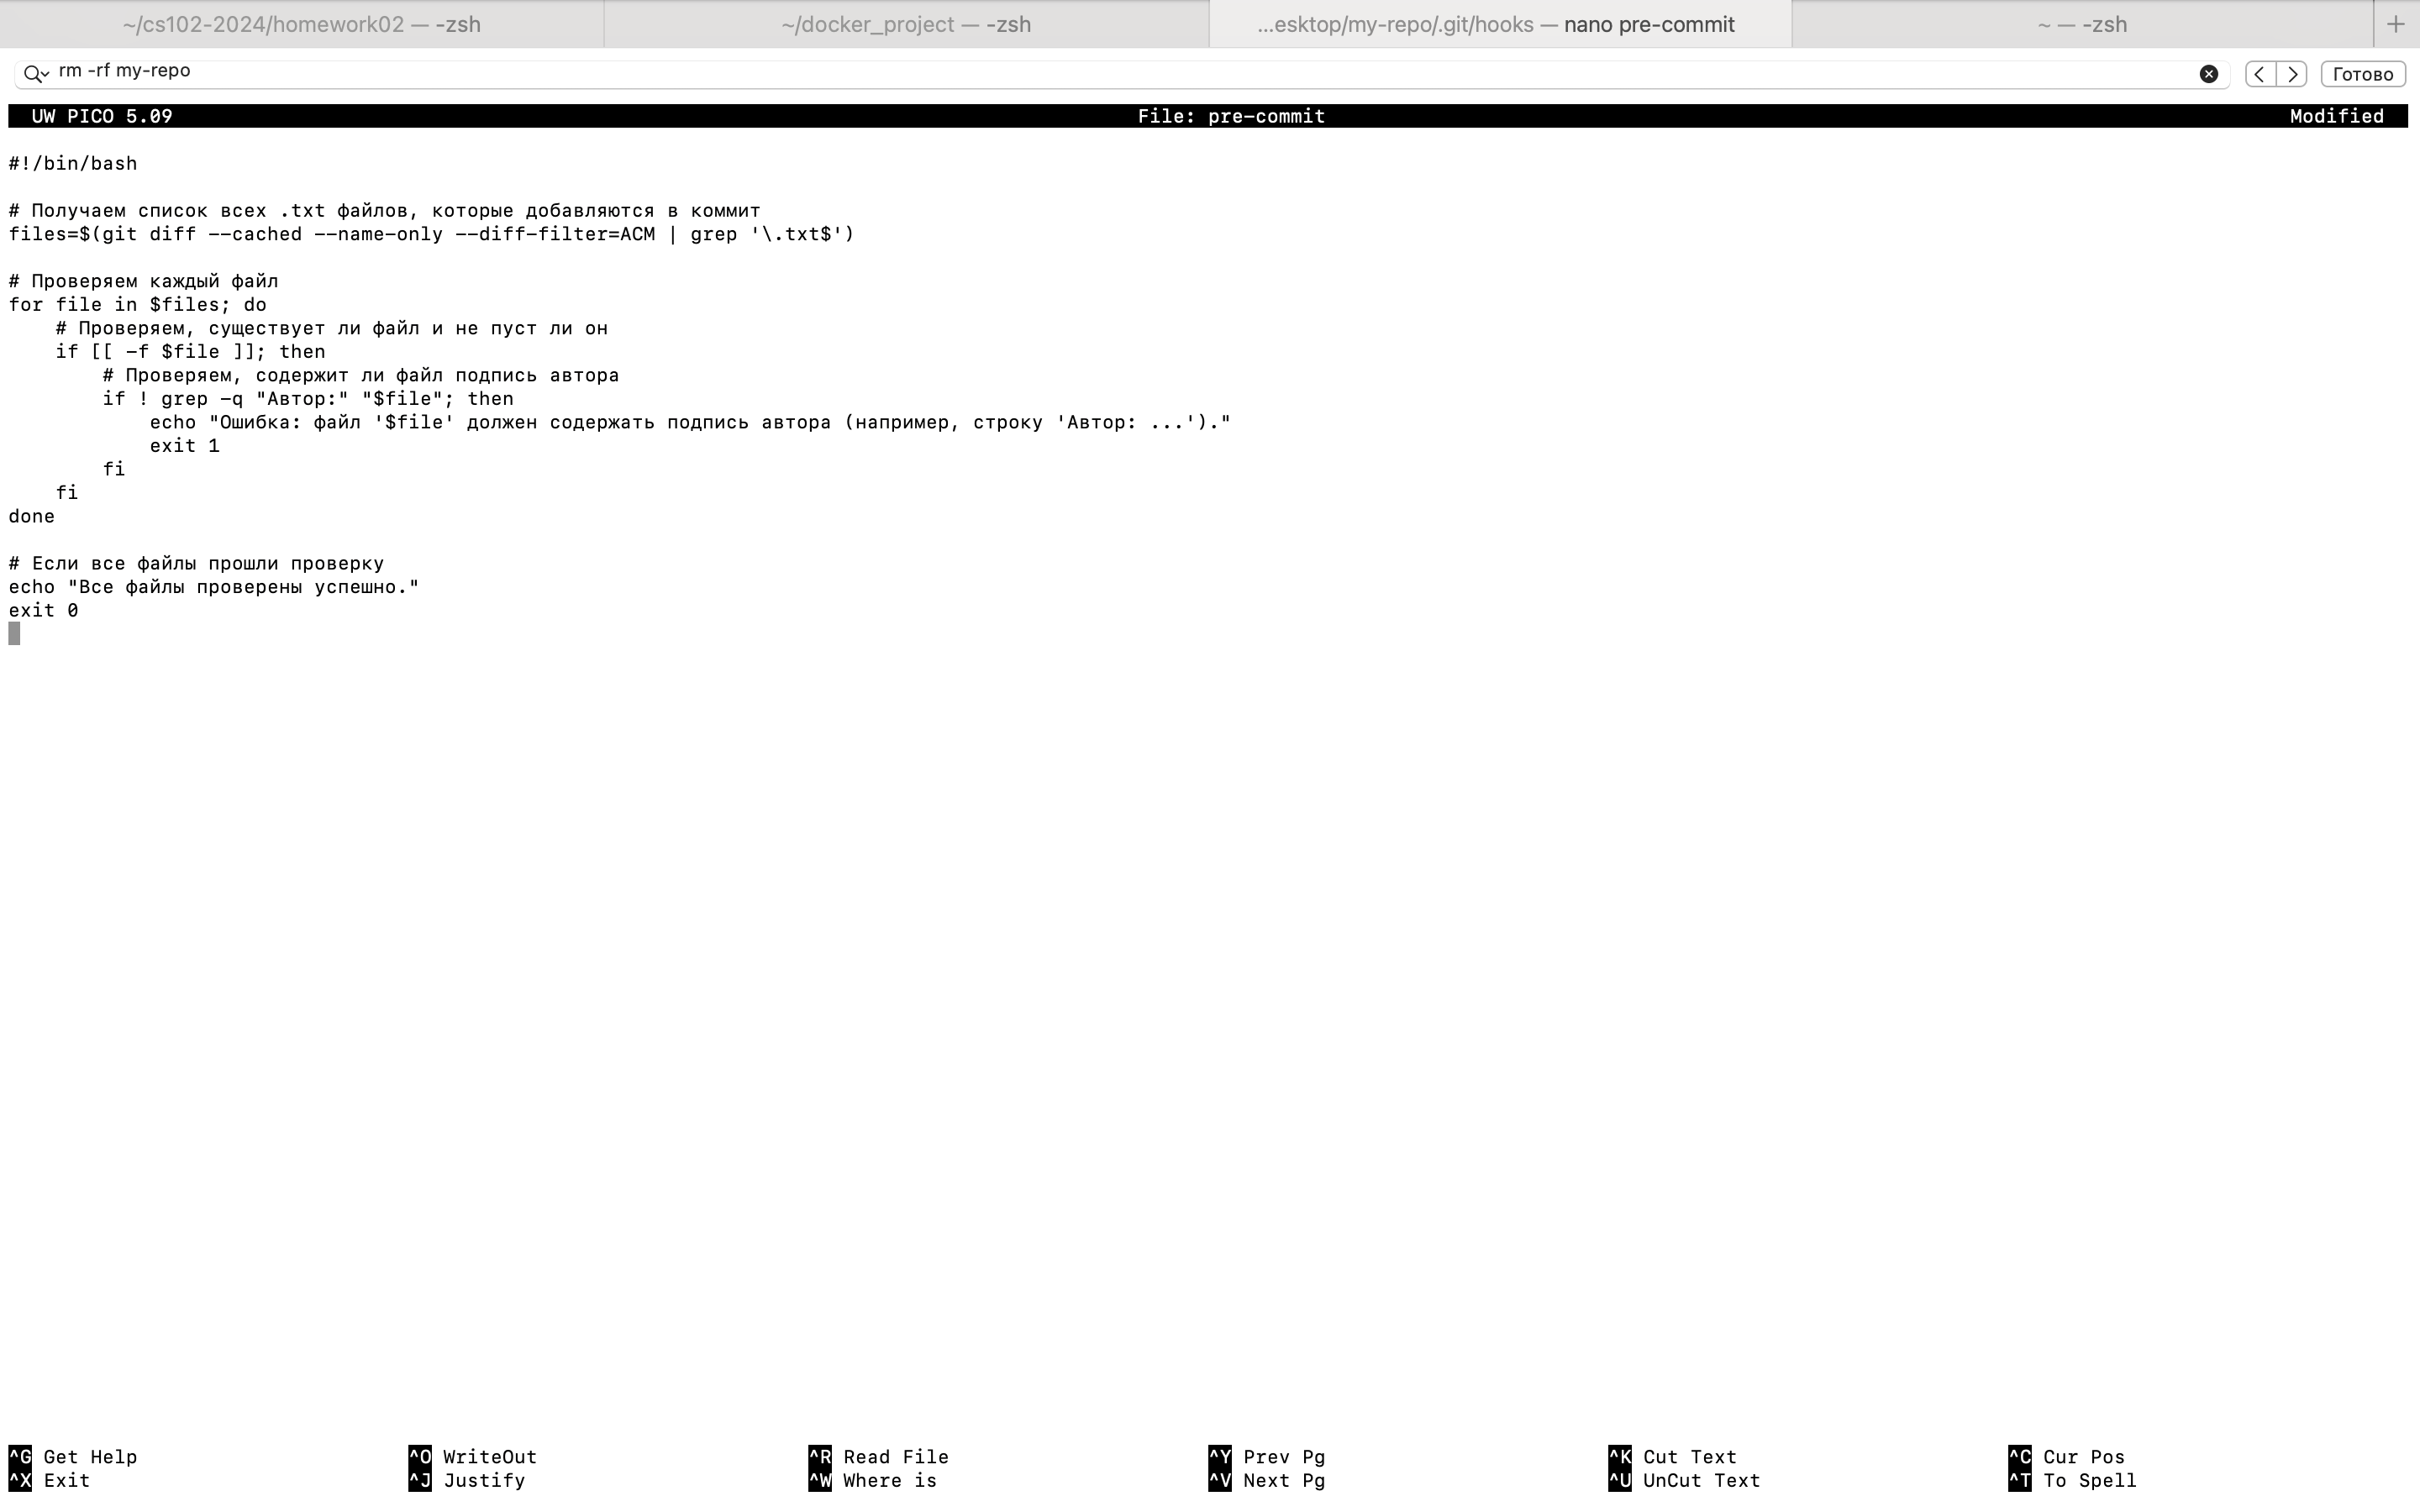 ~/cs102-2024/homework02 — -zsh
~/docker_project — -zsh
...esktop/my-repo/.git/hooks — nano pre-commit
~ — -zsh
rm -rf my-repo
Готово
UW PICO 5.09 File: pre-commit Modified
#!/bin/bash
# Получаем список всех .txt файлов, которые добавляются в коммит
files=$(git diff --cached --name-only --diff-filter=ACM | grep '\.txt$')
# Проверяем каждый файл
for file in $files; do
    # Проверяем, существует ли файл и не пуст ли он
    if [[ -f $file ]]; then
        # Проверяем, содержит ли файл подпись автора
        if ! grep -q "Автор:" "$file"; then
            echo "Ошибка: файл '$file' должен содержать подпись автора (например, строку 'Автор: ...')."
            exit 1
        fi
    fi
done
# Если все файлы прошли проверку
echo "Все файлы проверены успешно."
exit 0
^G Get Help ^O WriteOut ^R Read File ^Y Prev Pg ^K Cut Text ^C Cur Pos
^X Exit ^J Justify ^W Where is ^V Next Pg ^U UnCut Text ^T To Spell